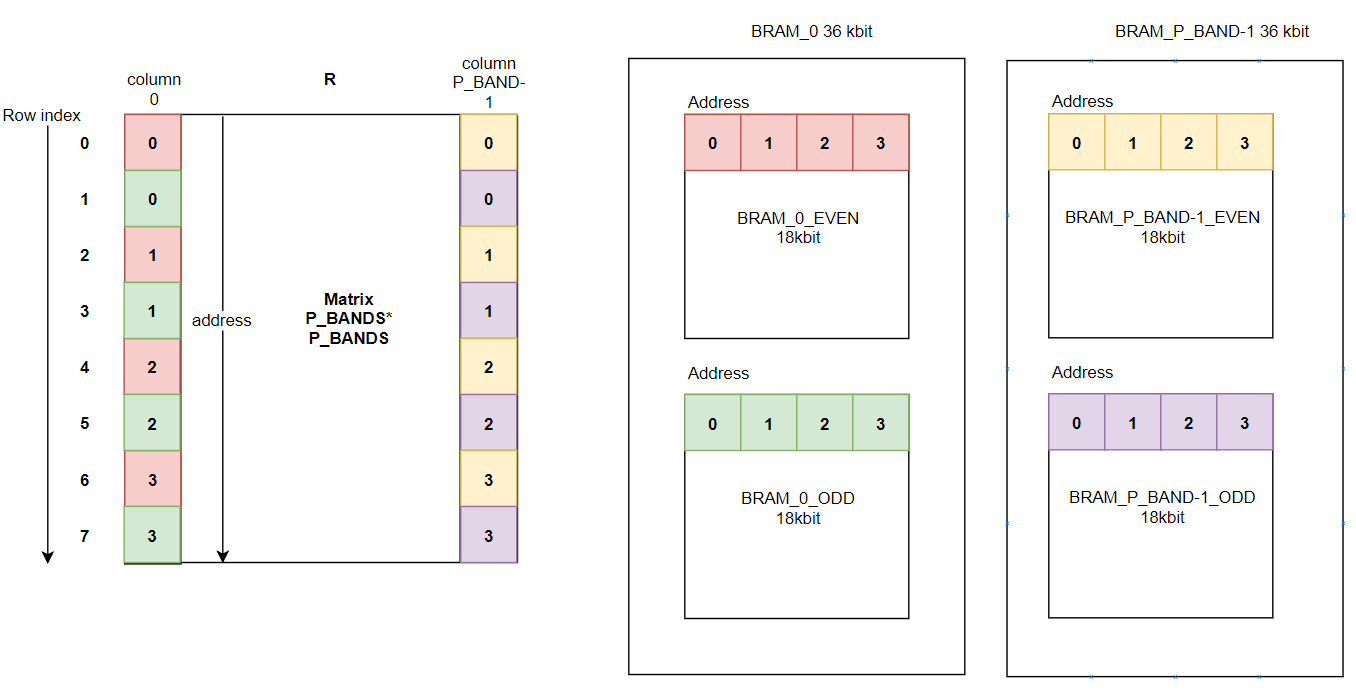 BRAM_0 36 kbit
BRAM_P_BAND-1 36 kbit
column
0
R
column
P_BAND-
1
Row index
0
1
2
3
4
5
6
7
0
0
1
1
2
2
3
3
address
Matrix
P_BANDS*
P_BANDS
0
0
1
1
2
2
3
3
Address
0 1 2 3
BRAM_0_EVEN
18kbit
Address
0 1 2 3
BRAM_0_ODD
18kbit
Address
0 1 2 3
BRAM_P_BAND-1_EVEN
18kbit
Address
0 1 2 3
BRAM_P_BAND-1_ODD
18kbit